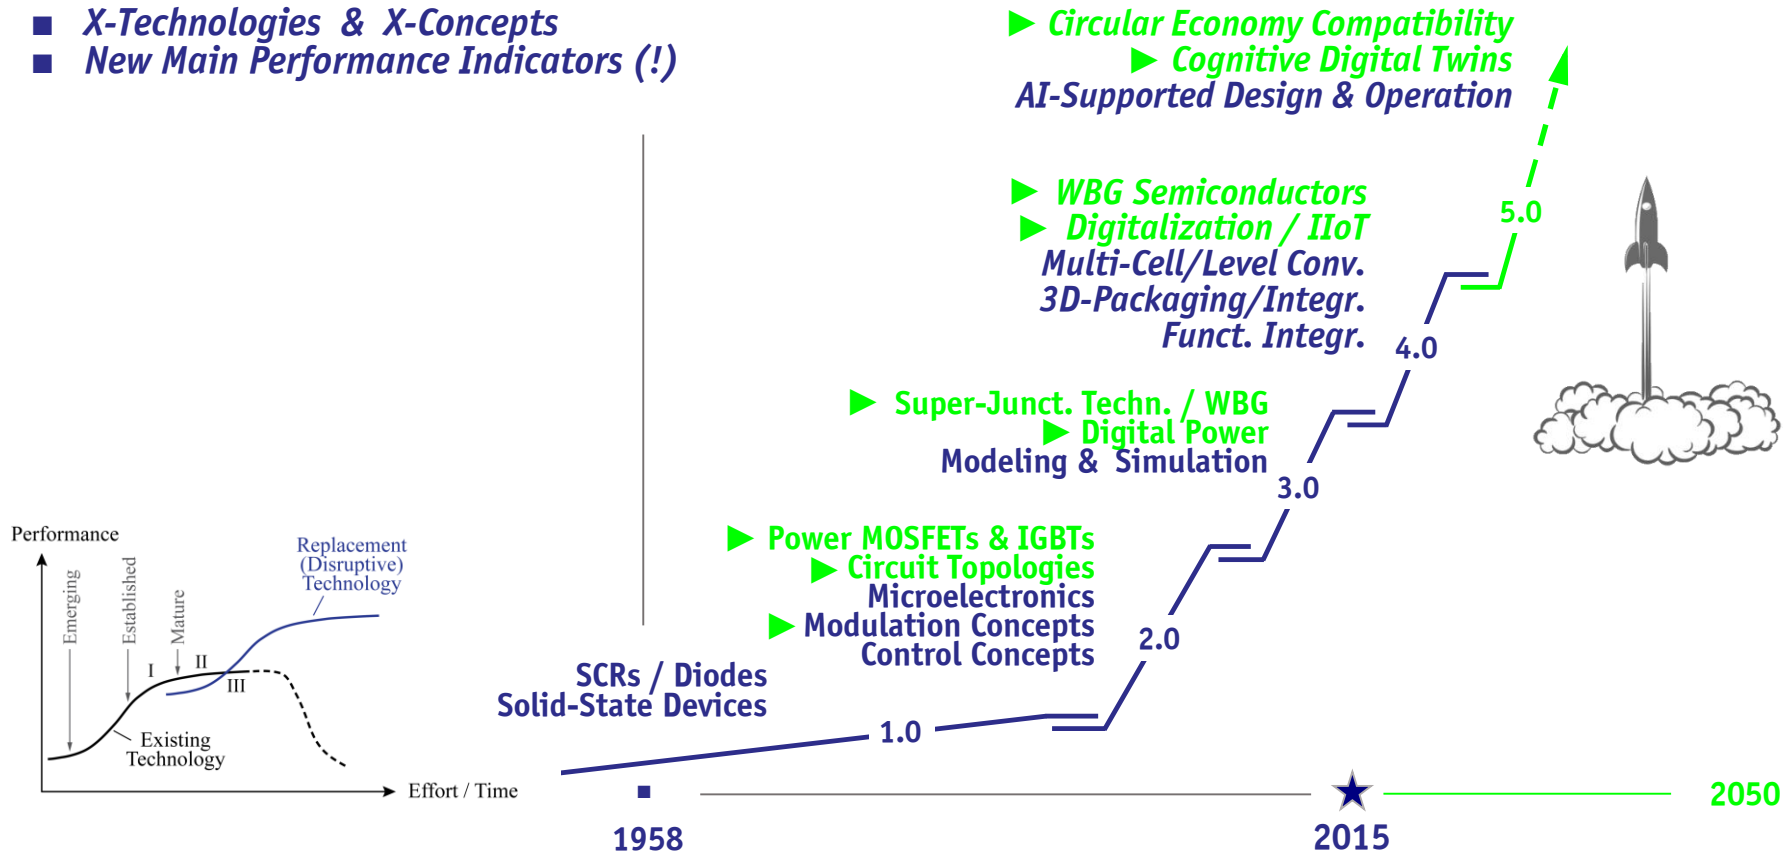 ■ X-Technologies & X-Concepts
■ New Main Performance Indicators (!)
► Circular Economy Compatibility
► Cognitive Digital Twins
AI-Supported Design & Operation
5.0
► WBG Semiconductors
► Digitalization / IIoT
Multi-Cell/Level Conv.
3D-Packaging/Integr.
Funct. Integr.
4.0
► Super-Junct. Techn. / WBG
► Digital Power
Modeling & Simulation
3.0
► Power MOSFETs & IGBTs
► Circuit Topologies
Microelectronics
► Modulation Concepts
Control Concepts
2.0
SCRs / Diodes
Solid-State Devices
1.0
Performance
Emerging
Established
Mature
Replacement
(Disruptive)
Technology
I
II
III
Existing
Technology
Effort / Time
1958
2015
2050